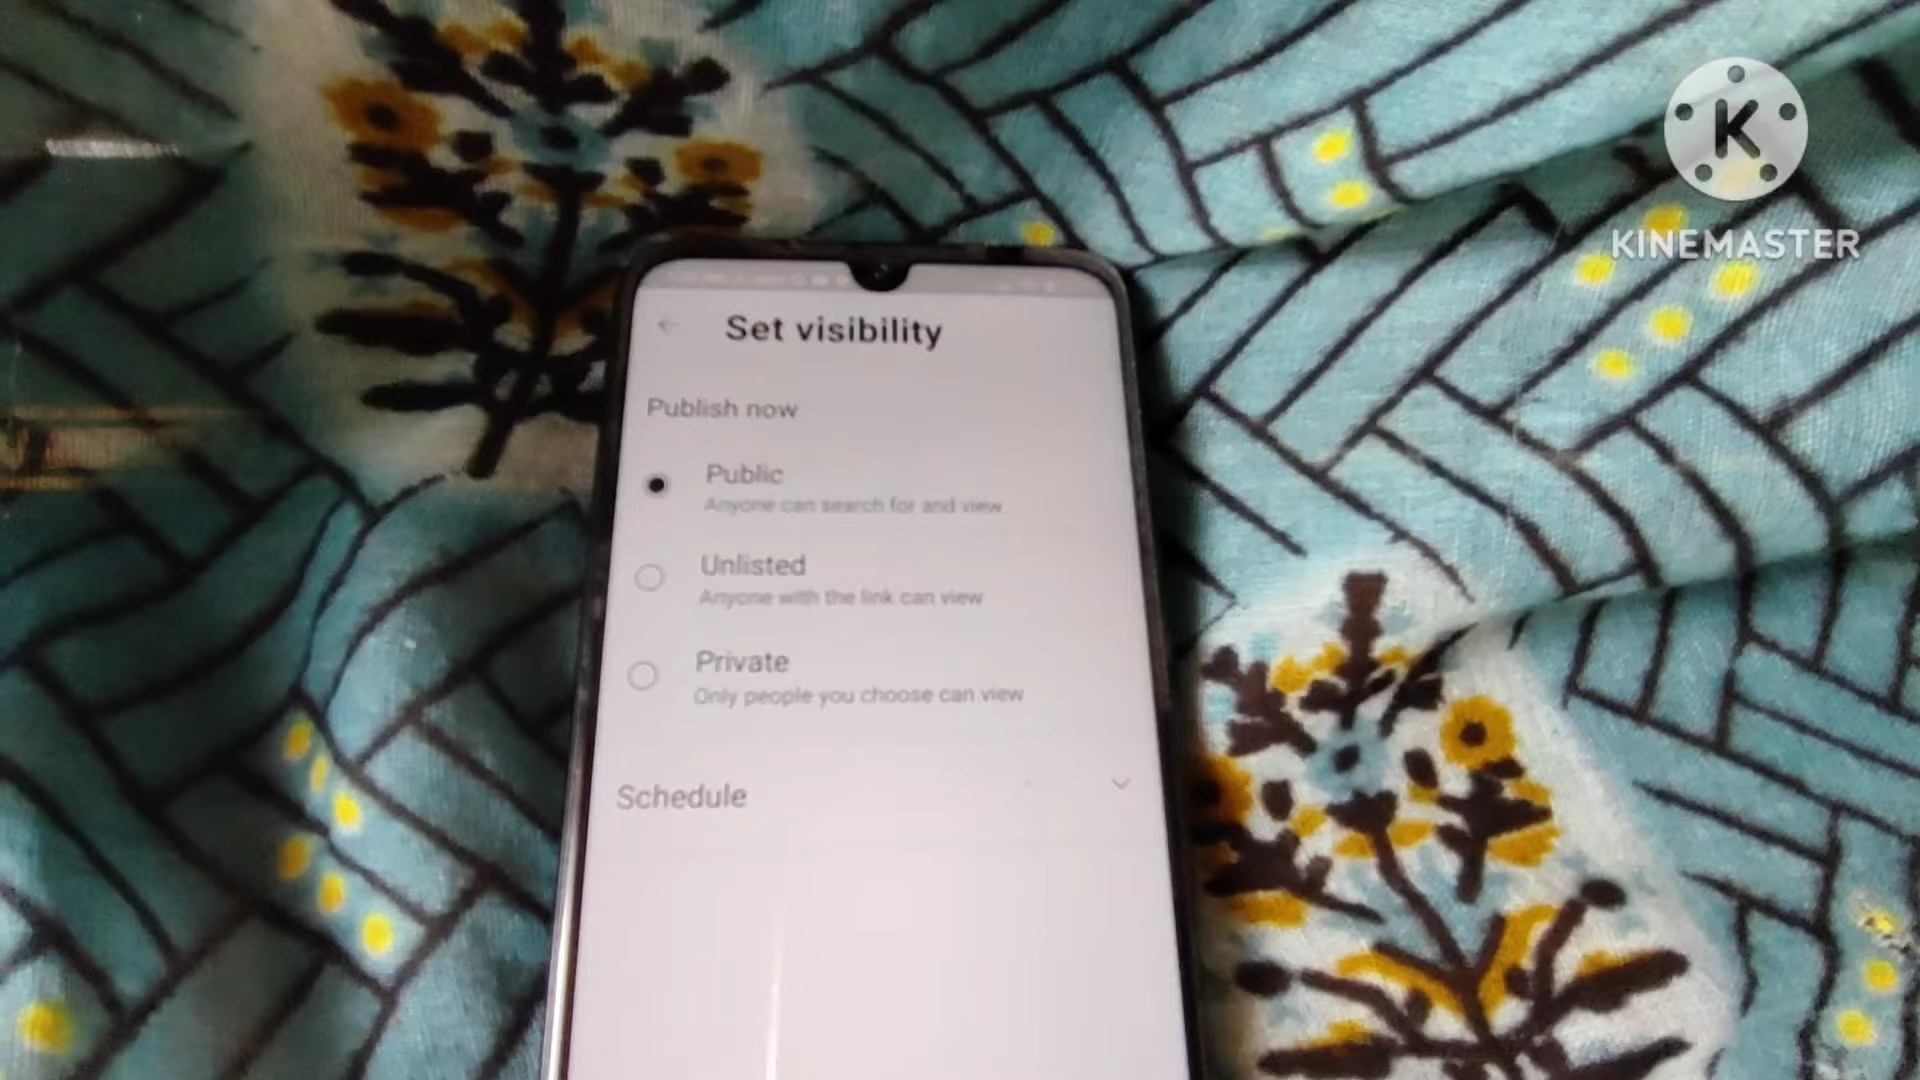 K
KINEMASTER
Set visibility
Publish now
Public
Anyone can search for and view
Unlisted
Anyone with the link can view
Private
Only people you choose can view
Schedule